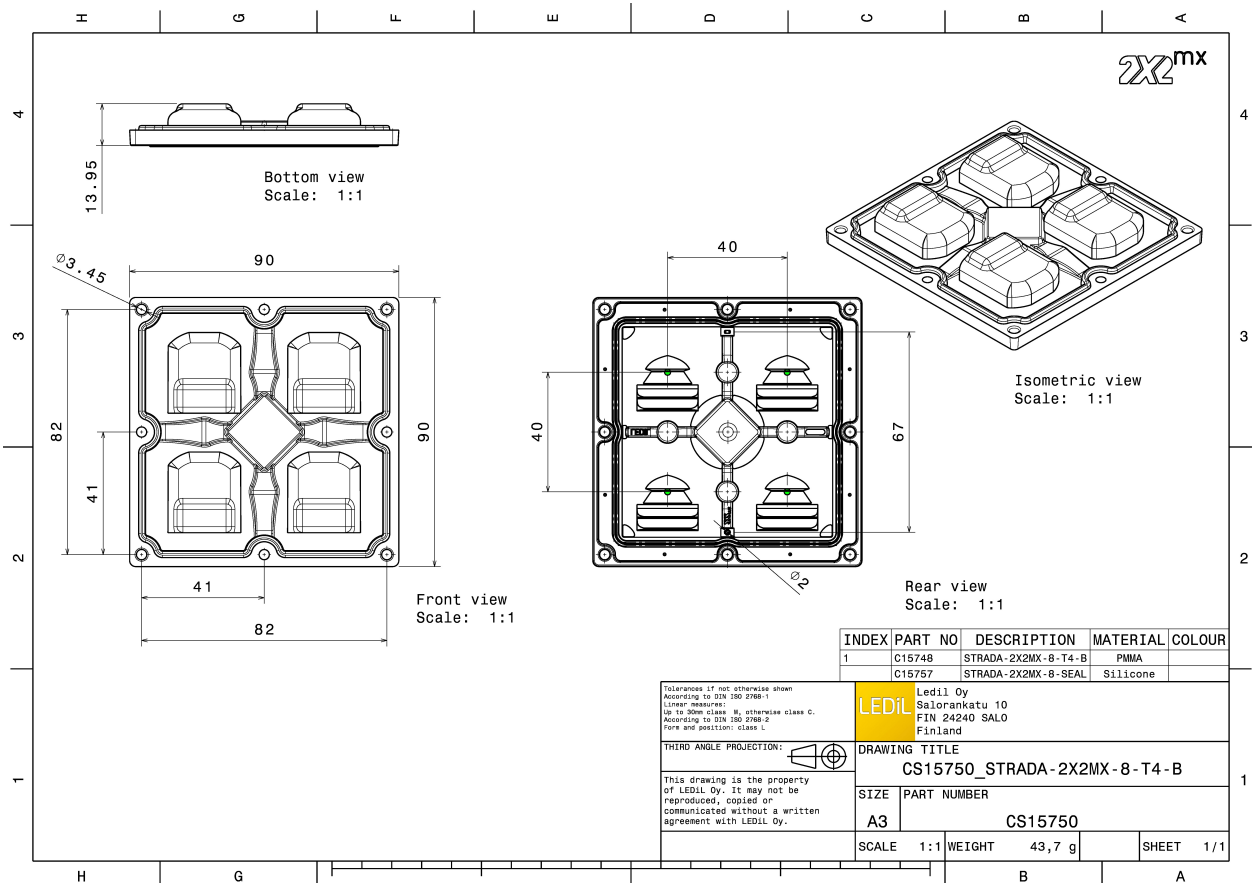 H G F E D C B A
2X2mx
4
4
13.95
Bottom view
Scale: 1:1
Ø3.45
90
40
3
3
82
41
90
40
67
Isometric view
Scale: 1:1
LEDiL
2
2
41
82
Front view
Scale: 1:1
Ø2
Rear view
Scale: 1:1
INDEX PART NO DESCRIPTION MATERIAL COLOUR
1 C15748 STRADA-2X2MX-8-T4-B PMMA
C15757 STRADA-2X2MX-8-SEAL Silicone
Tolerances if not otherwise shown
According to DIN ISO 2768-1
Linear measures:
Up to 30mm class M, otherwise class C.
According to DIN ISO 2768-2
Form and position: class L
LEDiL
Ledil Oy
Salorankatu 10
FIN 24240 SALO
Finland
THIRD ANGLE PROJECTION:
DRAWING TITLE
CS15750_STRADA-2X2MX-8-T4-B
1
1
This drawing is the property
of LEDiL Oy. It may not be
reproduced, copied or
communicated without a written
agreement with LEDiL Oy.
SIZE PART NUMBER
A3 CS15750
SCALE 1:1 WEIGHT 43,7 g SHEET 1/1
H G B A